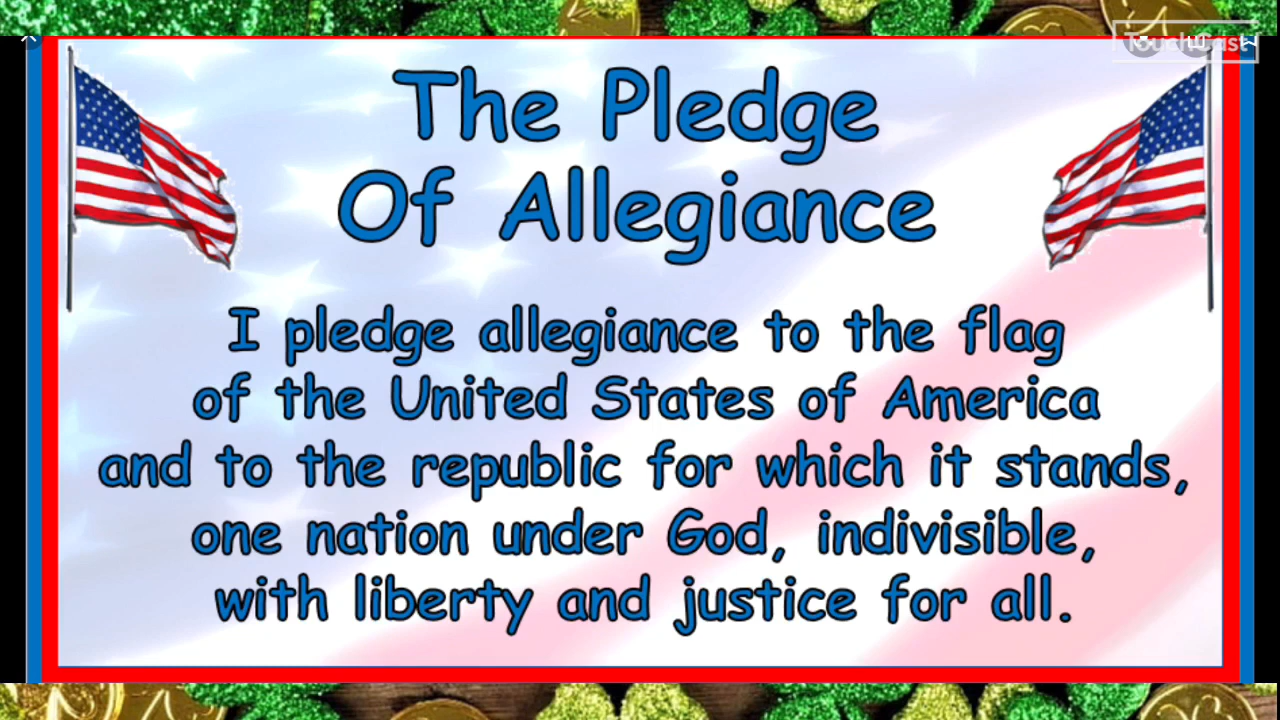 TouchCast
The Pledge
Of Allegiance
I pledge allegiance to the flag
of the United States of America
and to the republic for which it stands,
one nation under God, indivisible,
with liberty and justice for all.